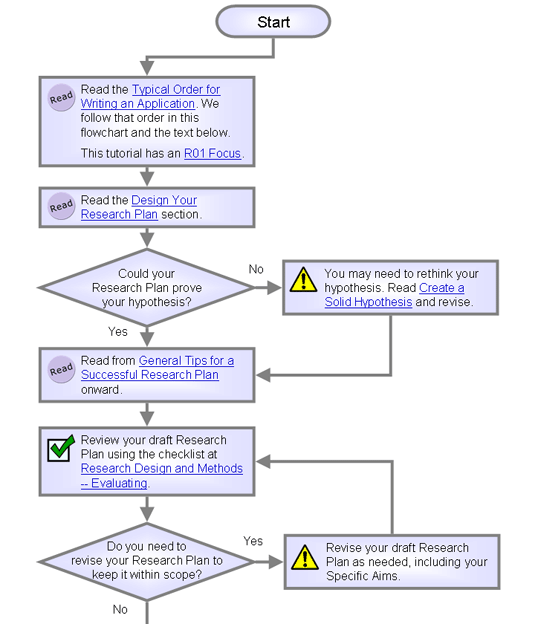 Start
Read
Read the Typical Order for
Writing an Application. We
follow that order in this
flowchart and the text below.
This tutorial has an R01 Focus.
Read
Read the Design Your
Research Plan section.
Could your
Research Plan prove
your hypothesis?
No
You may need to rethink your
hypothesis. Read Create a
Solid Hypothesis and revise.
Yes
Read
Read from General Tips for a
Successful Research Plan
onward.
Review your draft Research
Plan using the checklist at
Research Design and Methods
-- Evaluating.
Do you need to
revise your Research Plan to
keep it within scope?
Yes
Revise your draft Research
Plan as needed, including your
Specific Aims.
No